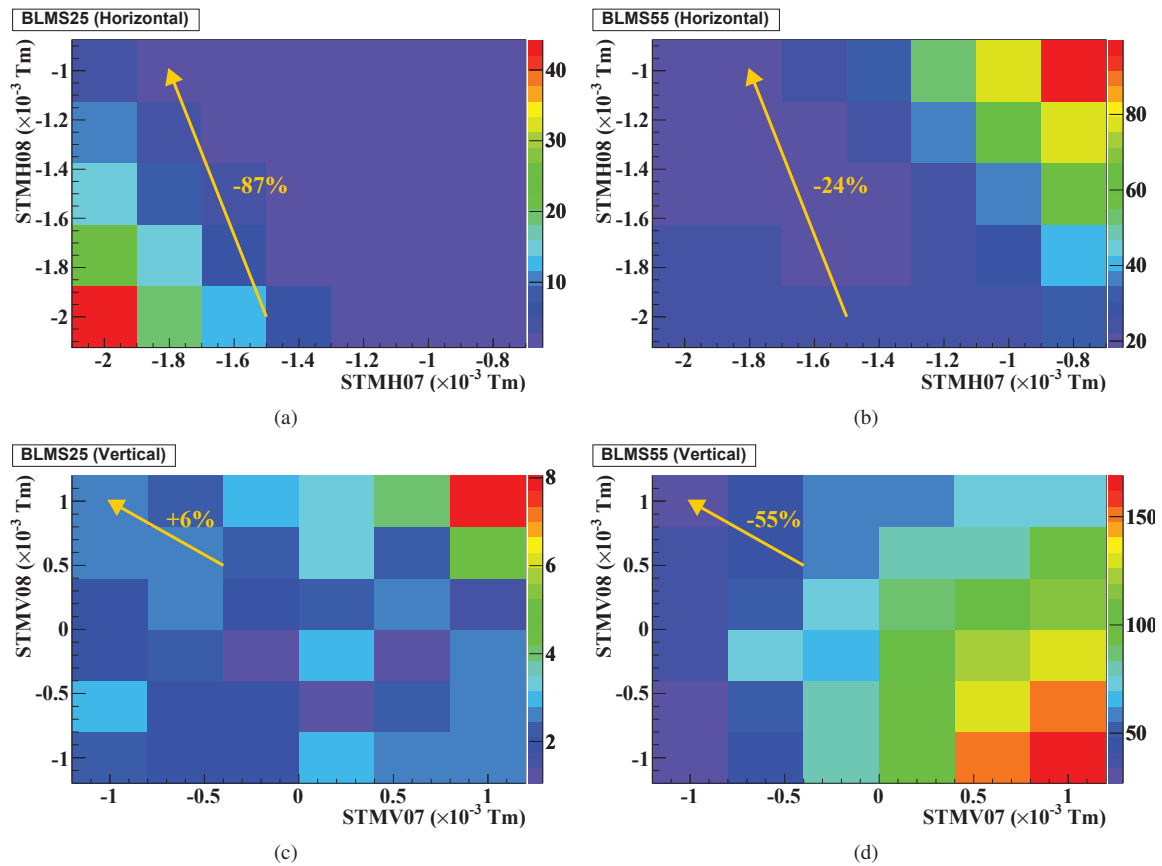 BLMS25 (Horizontal)
STMH08 (×10⁻³ Tm)
-1
-1.2
-1.4
-1.6
-1.8
-2
-87%
40
30
20
10
-2 -1.8 -1.6 -1.4 -1.2 -1 -0.8
STMH07 (×10⁻³ Tm)
(a)
BLMS55 (Horizontal)
STMH08 (×10⁻³ Tm)
-1
-1.2
-1.4
-1.6
-1.8
-2
-24%
80
60
40
20
-2 -1.8 -1.6 -1.4 -1.2 -1 -0.8
STMH07 (×10⁻³ Tm)
(b)
BLMS25 (Vertical)
STMV08 (×10⁻³ Tm)
1
0.5
0
-0.5
-1
+6%
8
6
4
2
-1 -0.5 0 0.5 1
STMV07 (×10⁻³ Tm)
(c)
BLMS55 (Vertical)
STMV08 (×10⁻³ Tm)
1
0.5
0
-0.5
-1
-55%
150
100
50
-1 -0.5 0 0.5 1
STMV07 (×10⁻³ Tm)
(d)